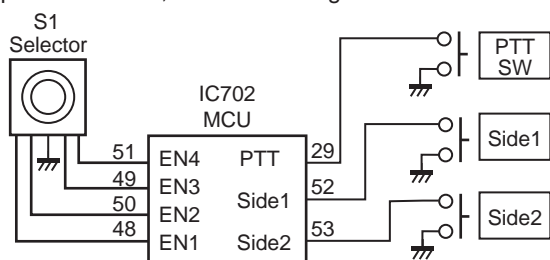 S1
Selector
IC702
MCU
51 EN4 PTT 29
49 EN3
50 EN2 Side1 52
48 EN1 Side2 53
PTT
SW
Side1
Side2